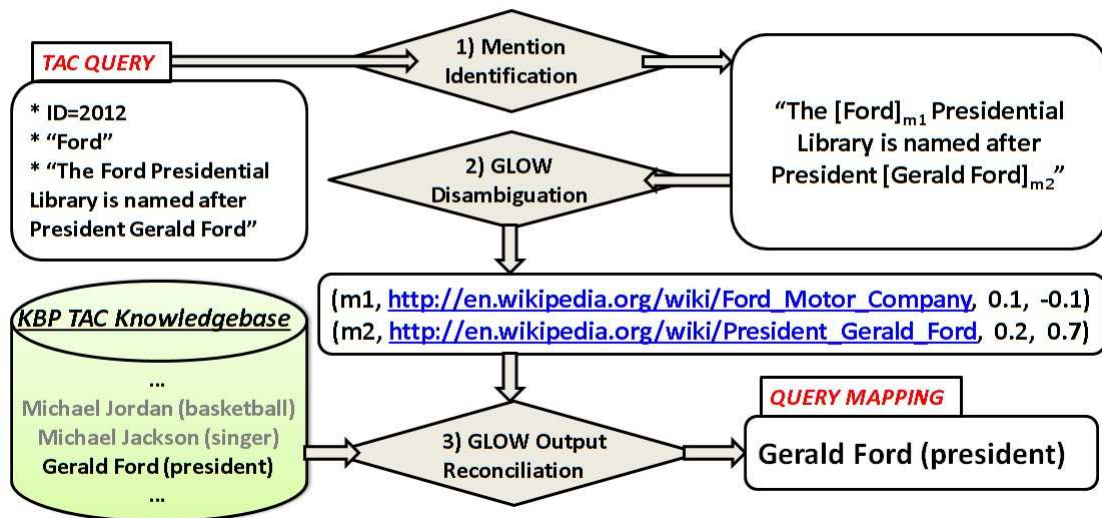 TAC QUERY
* ID=2012
* “Ford”
* “The Ford Presidential
Library is named after
President Gerald Ford”
1) Mention
Identification
“The [Ford]m1 Presidential
Library is named after
President [Gerald Ford]m2”
2) GLOW
Disambiguation
(m1, http://en.wikipedia.org/wiki/Ford_Motor_Company, 0.1, -0.1)
(m2, http://en.wikipedia.org/wiki/President_Gerald_Ford, 0.2, 0.7)
KBP TAC Knowledgebase
...
Michael Jordan (basketball)
Michael Jackson (singer)
Gerald Ford (president)
...
3) GLOW Output
Reconciliation
QUERY MAPPING
Gerald Ford (president)